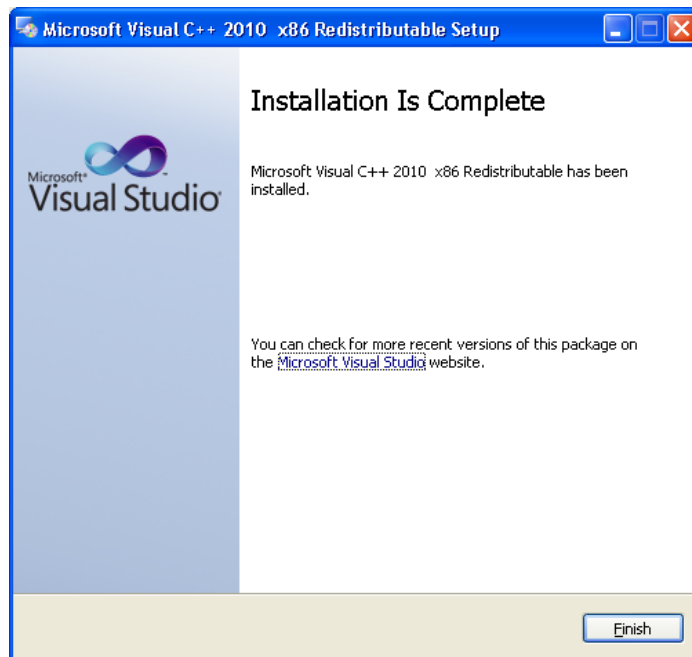 Microsoft Visual C++ 2010  x86 Redistributable Setup
Installation Is Complete
Microsoft®
Visual Studio®
Microsoft Visual C++ 2010  x86 Redistributable has been
installed.
You can check for more recent versions of this package on
the Microsoft Visual Studio website.
Finish